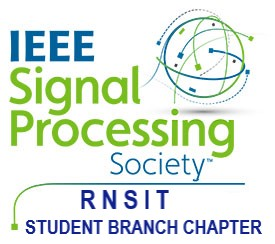 IEEE
Signal
Processing
Society™
RNSIT
STUDENT BRANCH CHAPTER